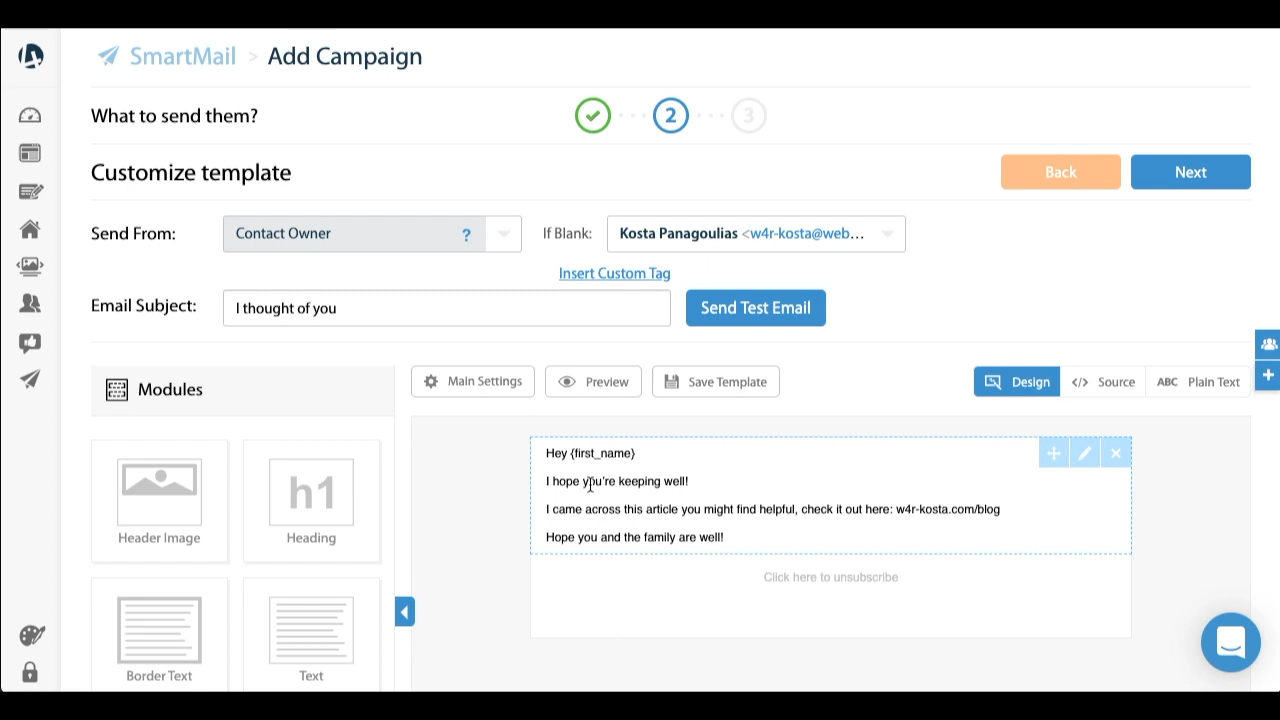 SmartMail > Add Campaign
What to send them?
2
3
Customize template
Back
Next
Send From:
Contact Owner
?
If Blank:
Kosta Panagoulias <w4r-kosta@web...
Insert Custom Tag
Email Subject:
I thought of you
Send Test Email
Modules
Main Settings
Preview
Save Template
Design
</> Source
ABC Plain Text
Header Image
h1
Heading
Border Text
Text
Hey {first_name}
I hope you're keeping well!
I came across this article you might find helpful, check it out here: w4r-kosta.com/blog
Hope you and the family are well!
Click here to unsubscribe